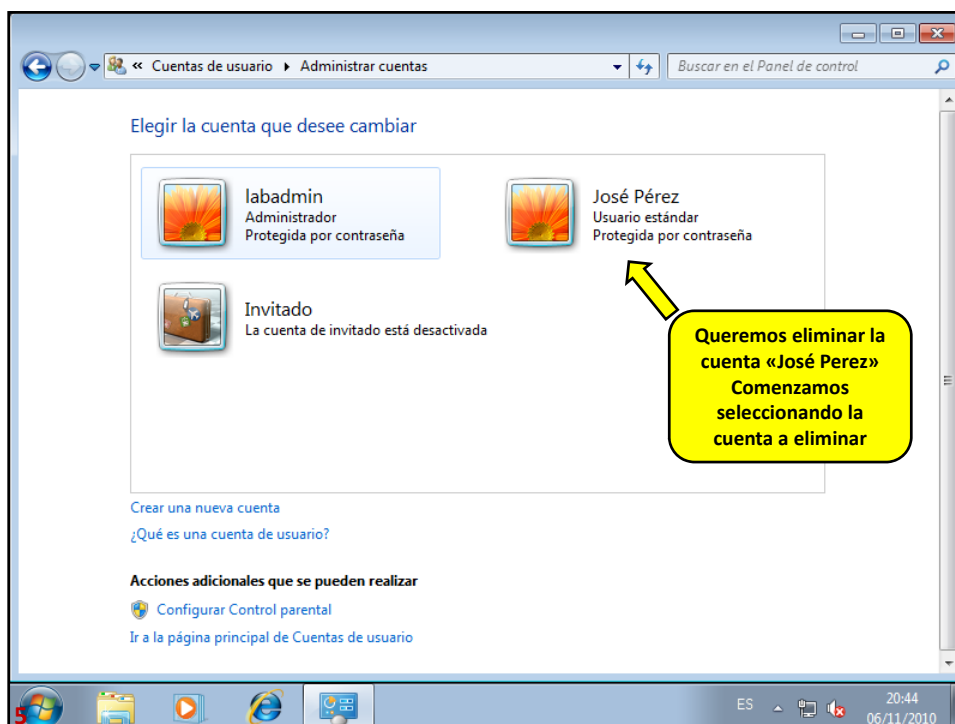 « Cuentas de usuario ▸ Administrar cuentas
Buscar en el Panel de control
Elegir la cuenta que desee cambiar
labadmin
Administrador
Protegida por contraseña
José Pérez
Usuario estándar
Protegida por contraseña
Invitado
La cuenta de invitado está desactivada
Queremos eliminar la
cuenta «José Perez»
Comenzamos
seleccionando la
cuenta a eliminar
Crear una nueva cuenta
¿Qué es una cuenta de usuario?
Acciones adicionales que se pueden realizar
Configurar Control parental
Ir a la página principal de Cuentas de usuario
5
ES
20:44
06/11/2010